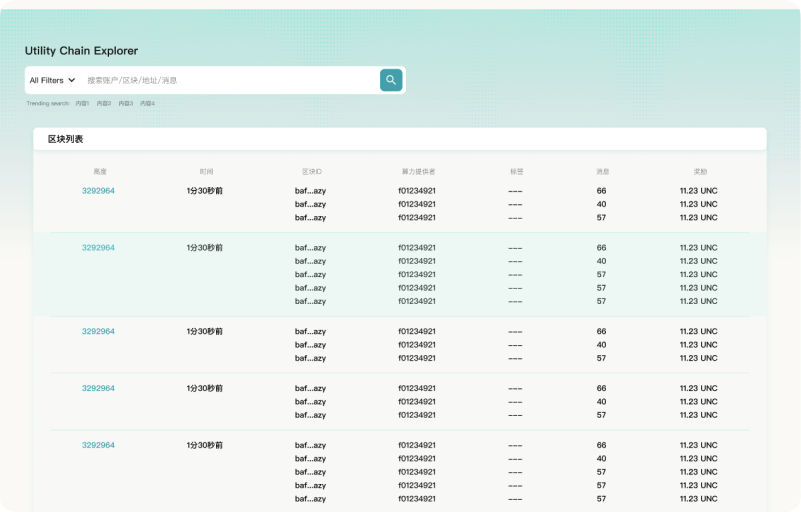 Utility Chain Explorer
All Filters 搜索账户/区块/地址/消息
Trending search: 内容1 内容2 内容3 内容4
区块列表
高度 时间 区块ID 算力提供者 标签 消息 奖励
3292964 1分30秒前 baf...azy f01234921 --- 66 11.23 UNC
baf...azy f01234921 --- 40 11.23 UNC
baf...azy f01234921 --- 57 11.23 UNC
3292964 1分30秒前 baf...azy f01234921 --- 66 11.23 UNC
baf...azy f01234921 --- 40 11.23 UNC
baf...azy f01234921 --- 57 11.23 UNC
baf...azy f01234921 --- 57 11.23 UNC
baf...azy f01234921 --- 57 11.23 UNC
3292964 1分30秒前 baf...azy f01234921 --- 66 11.23 UNC
baf...azy f01234921 --- 40 11.23 UNC
baf...azy f01234921 --- 57 11.23 UNC
3292964 1分30秒前 baf...azy f01234921 --- 66 11.23 UNC
baf...azy f01234921 --- 40 11.23 UNC
baf...azy f01234921 --- 57 11.23 UNC
3292964 1分30秒前 baf...azy f01234921 --- 66 11.23 UNC
baf...azy f01234921 --- 40 11.23 UNC
baf...azy f01234921 --- 57 11.23 UNC
baf...azy f01234921 --- 57 11.23 UNC
baf...azy f01234921 --- 57 11.23 UNC